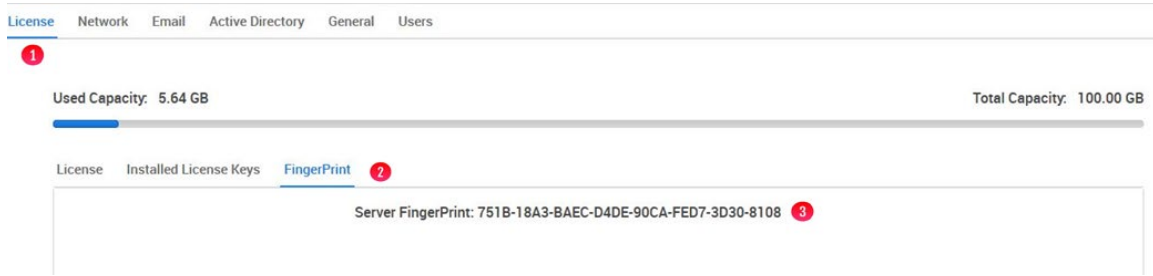 License Network Email Active Directory General Users
1
Used Capacity: 5.64 GB Total Capacity: 100.00 GB
License Installed License Keys FingerPrint 2
Server FingerPrint: 751B-18A3-BAEC-D4DE-90CA-FED7-3D30-8108 3